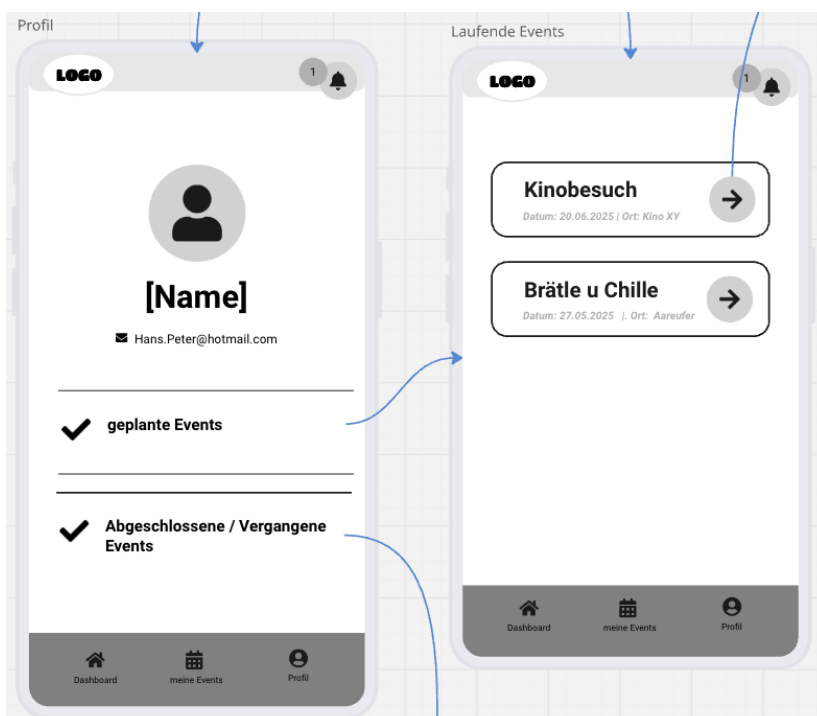 Profil
LOGO
1
[Name]
Hans.Peter@hotmail.com
geplante Events
Abgeschlossene / Vergangene
Events
Dashboard
meine Events
Profil
Laufende Events
LOGO
1
Kinobesuch
Datum: 20.06.2025 | Ort: Kino XY
Brätle u Chille
Datum: 27.05.2025 |. Ort: Aareufer
Dashboard
meine Events
Profil